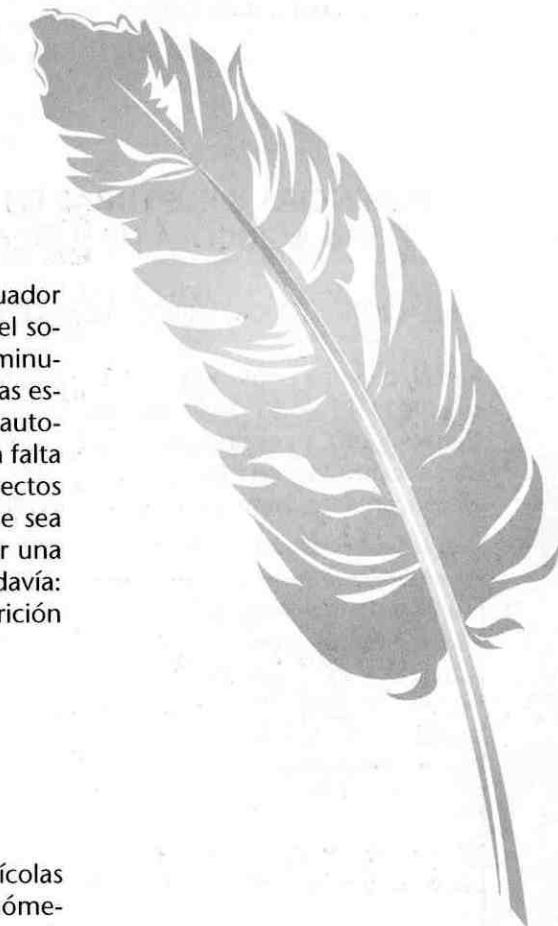 uador
el so-
minu-
as es-
auto-
a falta
ectos
e sea
r una
davía:
rición
ícolas
óme-